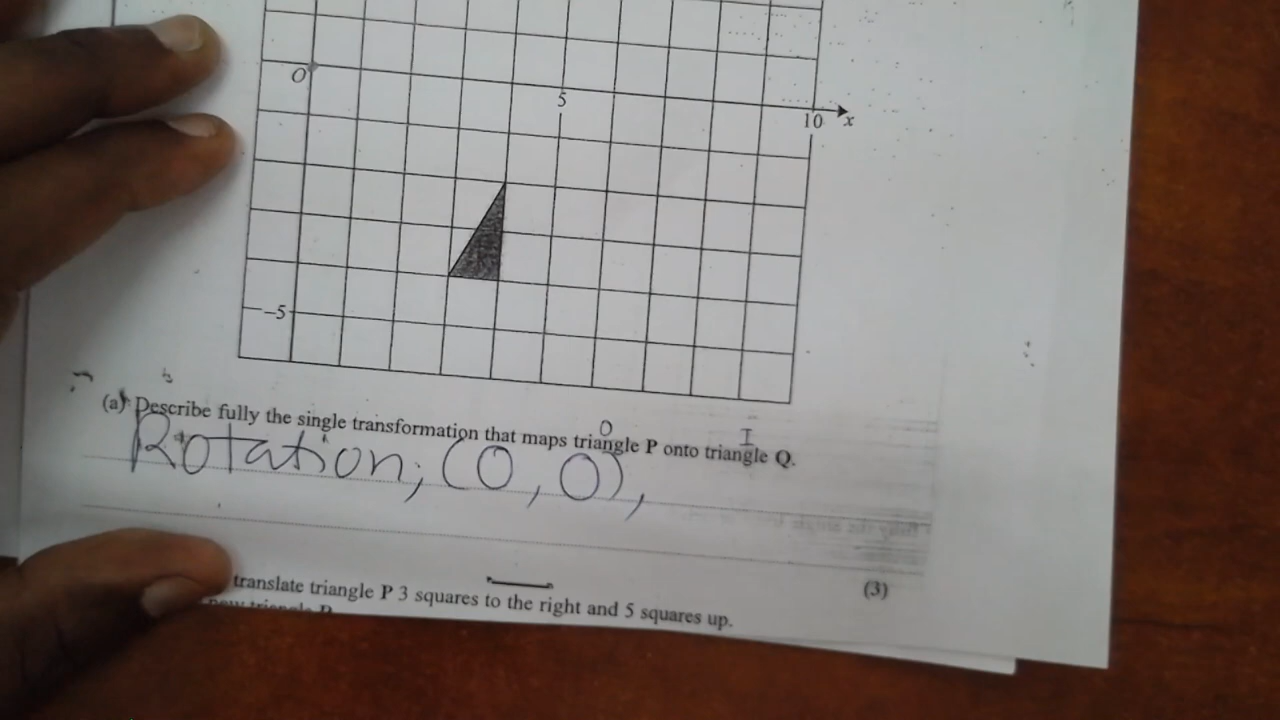 O
5
10 x
-5
(a) Describe fully the single transformation that maps triangle P onto triangle Q.
O I
Rotation, (0, 0),
(3)
translate triangle P 3 squares to the right and 5 squares up.